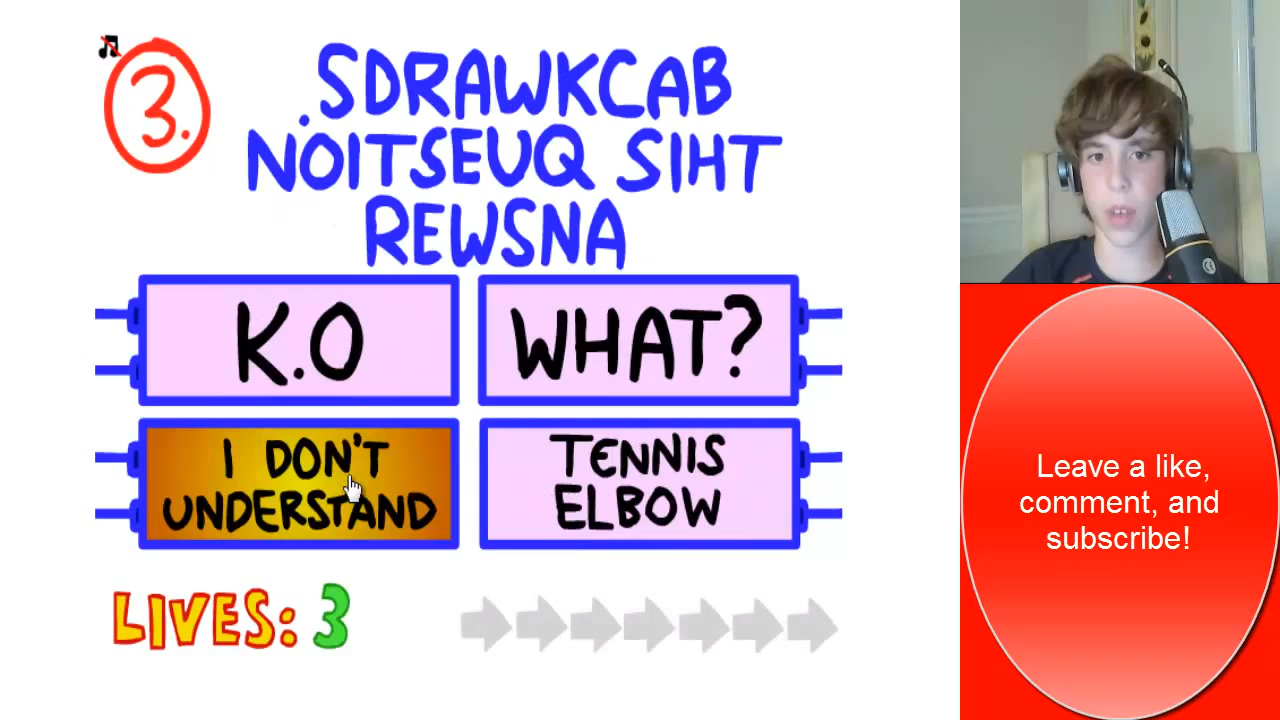 3.
.SDRAWKCAB
NOITSEUQ SIHT
REWSNA
K.O
WHAT?
I DON'T
UNDERSTAND
TENNIS
ELBOW
LIVES: 3
Leave a like,
comment, and
subscribe!